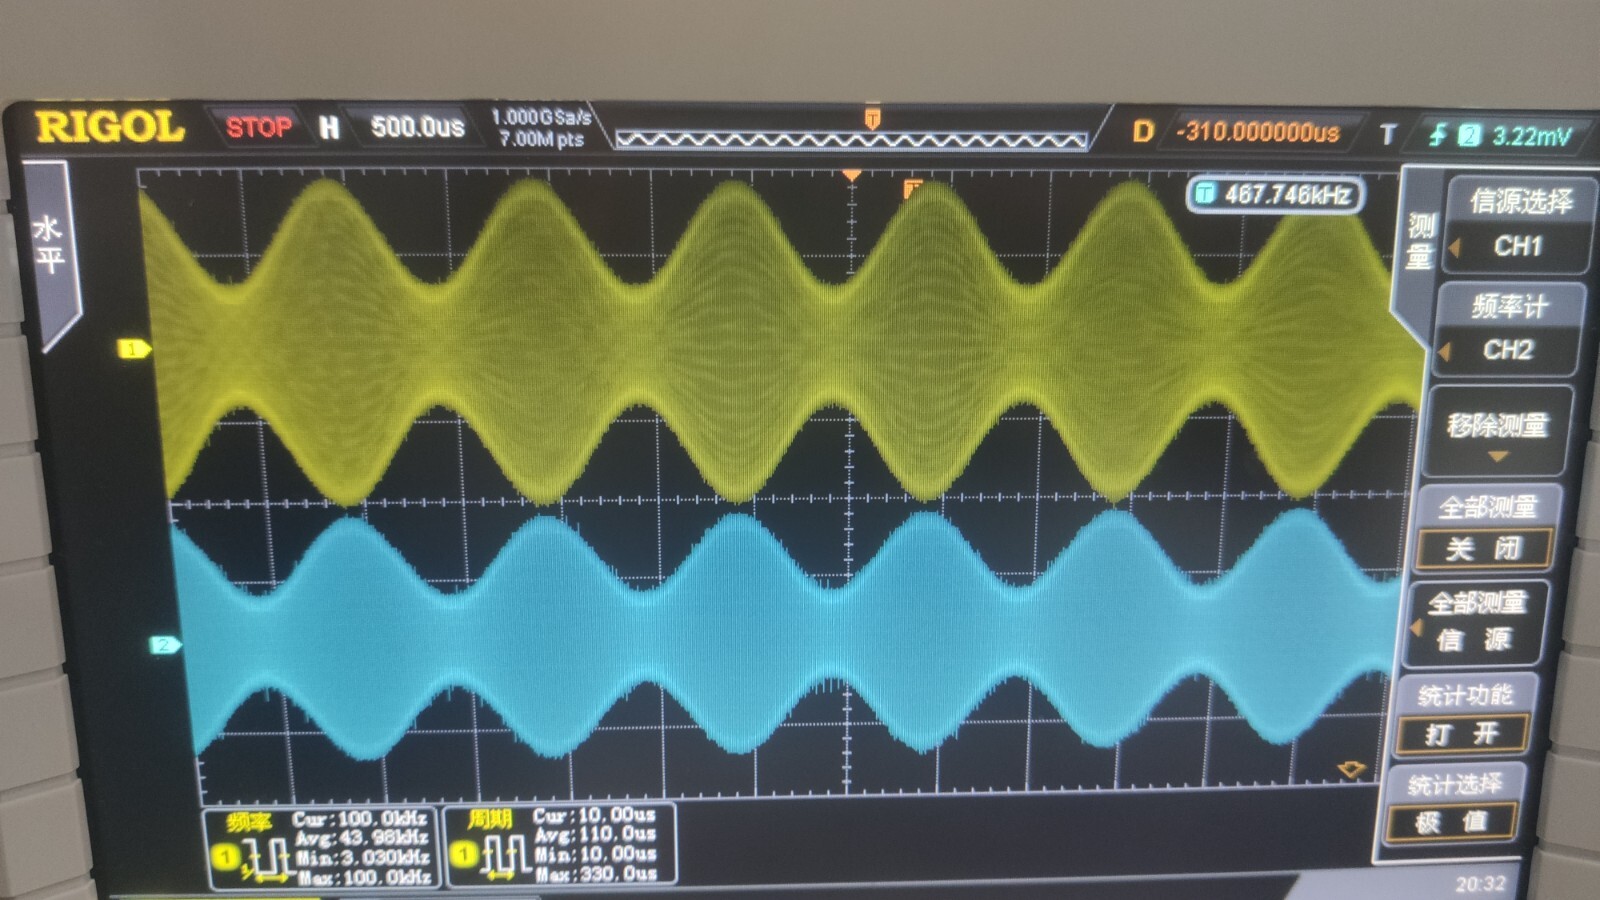 RIGOL STOP H 500.0us 1.000GSa/s D -310.000000us T 2 3.22mV
7.00M pts
T
T
T 467.746kHz
水平
测量
信源选择
CH1
频率计
CH2
移除测量
全部测量
关 闭
全部测量
信 源
统计功能
打 开
统计选择
极 值
1
2
频率
1
Cur:100.0kHz
Avg:43.98kHz
Min:3.030kHz
Max:100.0kHz
周期
1
Cur:10.00us
Avg:110.0us
Min:10.00us
Max:330.0us
20:32